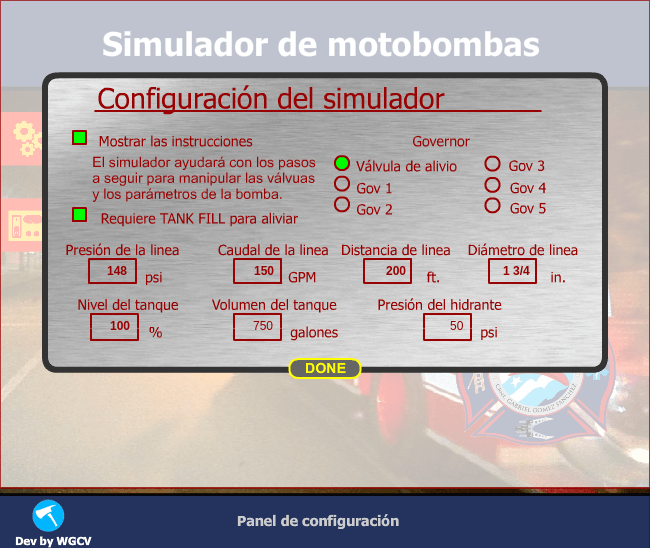 Simulador de motobombas
Configuración del simulador
Mostrar las instrucciones
El simulador ayudará con los pasos
a seguir para manipular las válvuas
y los parámetros de la bomba.
Requiere TANK FILL para aliviar
Governor
Válvula de alivio
Gov 1
Gov 2
Gov 3
Gov 4
Gov 5
Presión de la linea
148 psi
Caudal de la linea
150 GPM
Distancia de linea
200 ft.
Diámetro de linea
1 3/4 in.
Nivel del tanque
100 %
Volumen del tanque
750 galones
Presión del hidrante
50 psi
DONE
CMDT. GABRIEL GOMEZ SANCHEZ
Dev by WGCV
Panel de configuración